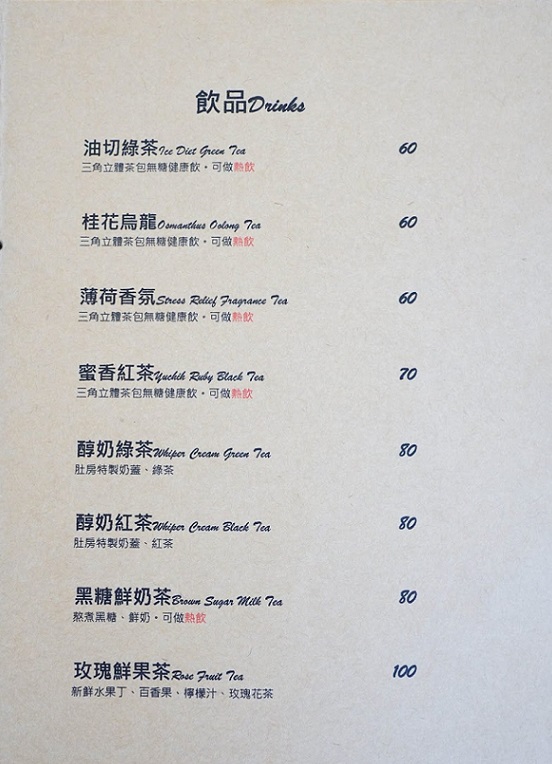 飲品Drinks
油切綠茶Ice Diet Green Tea 60
三角立體茶包無糖健康飲。可做熱飲
桂花烏龍Osmanthus Oolong Tea 60
三角立體茶包無糖健康飲。可做熱飲
薄荷香氛Stress Relief Fragrance Tea 60
三角立體茶包無糖健康飲。可做熱飲
蜜香紅茶Yuchih Ruby Black Tea 70
三角立體茶包無糖健康飲。可做熱飲
醇奶綠茶Whiper Cream Green Tea 80
肚房特製奶蓋、綠茶
醇奶紅茶Whiper Cream Black Tea 80
肚房特製奶蓋、紅茶
黑糖鮮奶茶Brown Sugar Milk Tea 80
熬煮黑糖、鮮奶。可做熱飲
玫瑰鮮果茶Rose Fruit Tea 100
新鮮水果丁、百香果、檸檬汁、玫瑰花茶